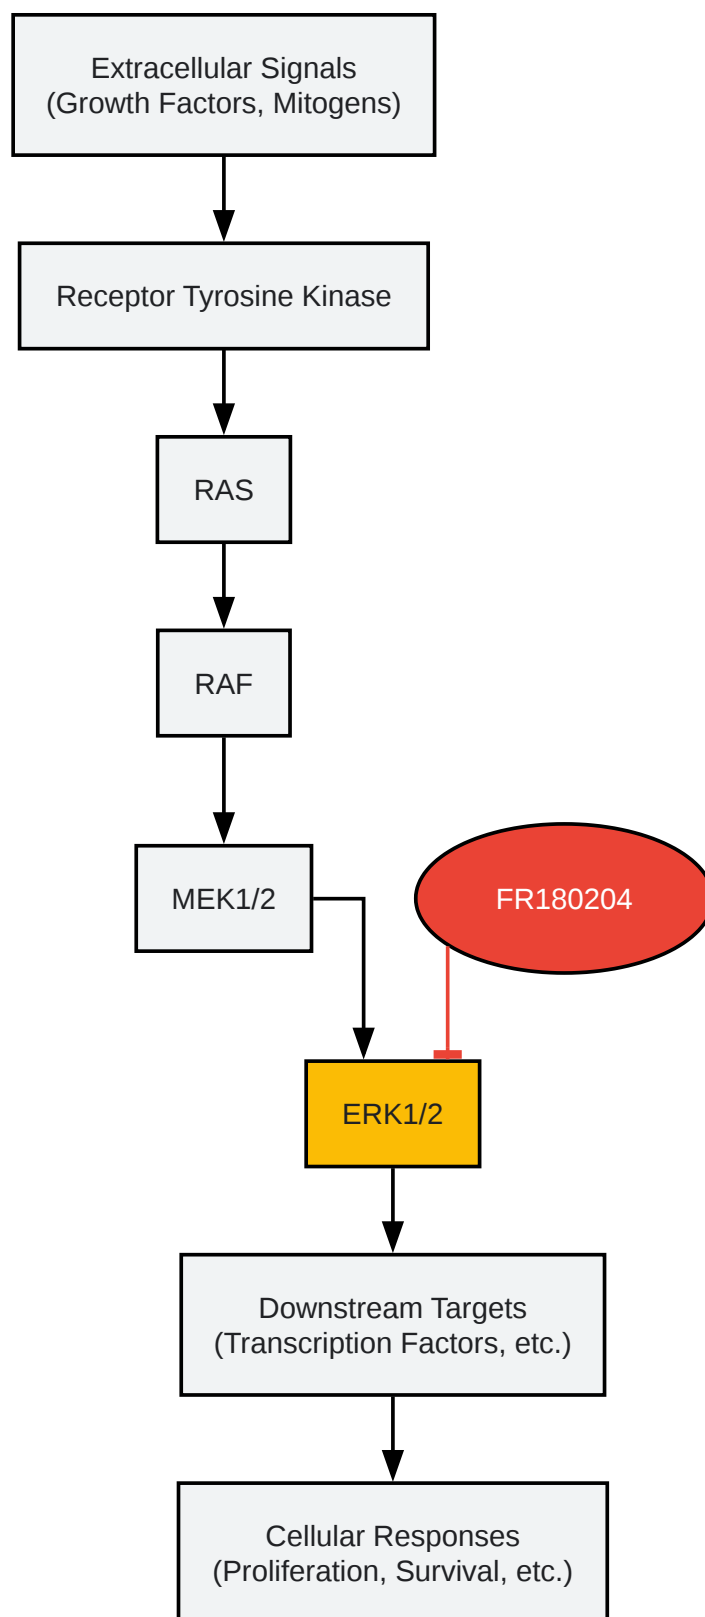 Extracellular Signals
(Growth Factors, Mitogens)
Receptor Tyrosine Kinase
RAS
RAF
MEK1/2
FR180204
ERK1/2
Downstream Targets
(Transcription Factors, etc.)
Cellular Responses
(Proliferation, Survival, etc.)